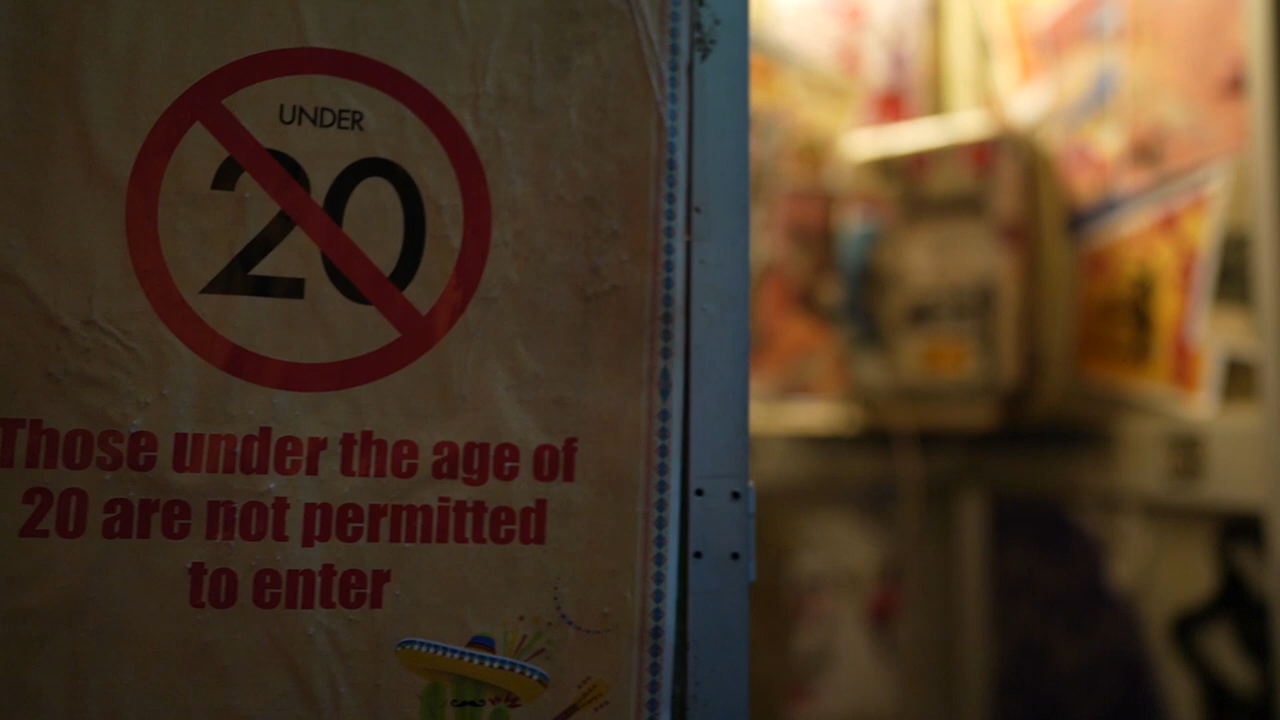 UNDER
20
Those under the age of
20 are not permitted
to enter